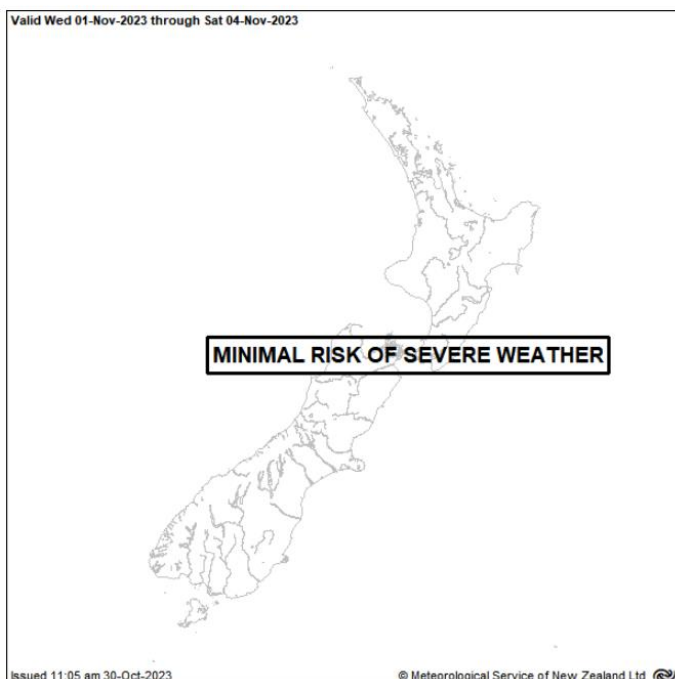 Valid Wed 01-Nov-2023 through Sat 04-Nov-2023
MINIMAL RISK OF SEVERE WEATHER
Issued 11:05 am 30-Oct-2023
© Meteorological Service of New Zealand Ltd